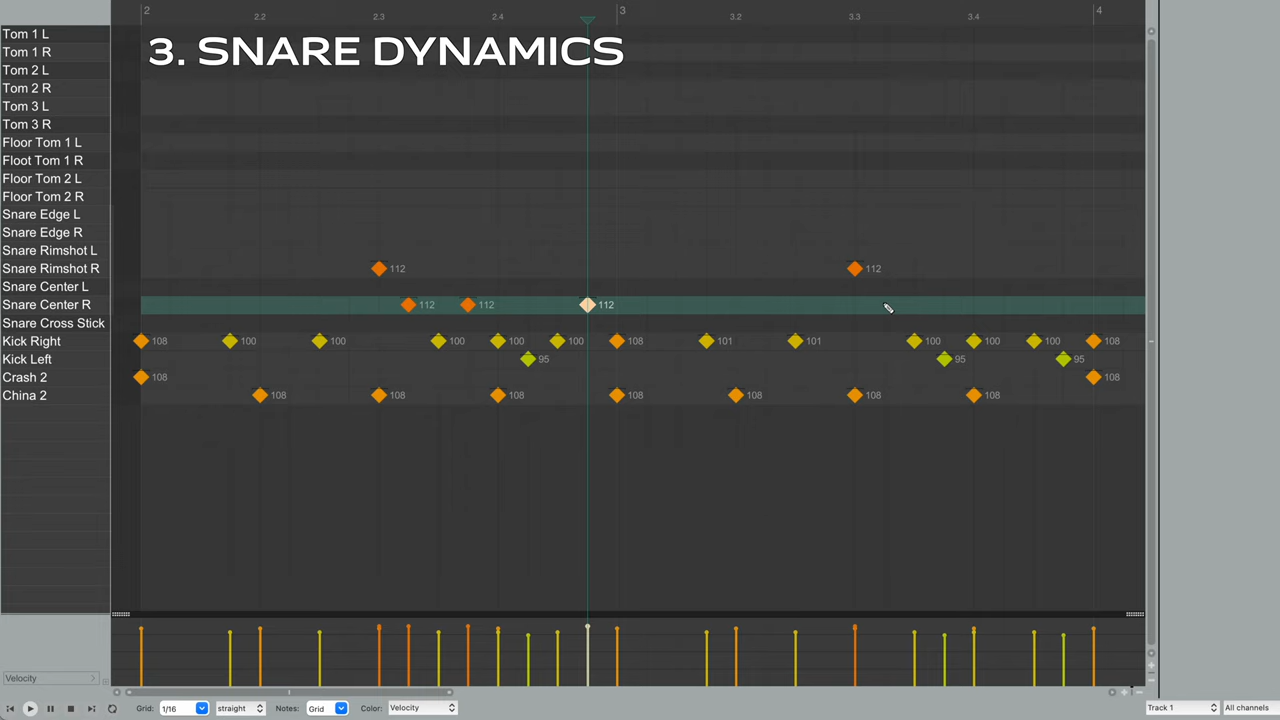 2 2.2 2.3 2.4 3 3.2 3.3 3.4 4
3. SNARE DYNAMICS
Tom 1 L
Tom 1 R
Tom 2 L
Tom 2 R
Tom 3 L
Tom 3 R
Floor Tom 1 L
Floot Tom 1 R
Floor Tom 2 L
Floor Tom 2 R
Snare Edge L
Snare Edge R
Snare Rimshot L
Snare Rimshot R 112 112
Snare Center L
Snare Center R 112 112 112
Snare Cross Stick
Kick Right 108 100 100 100 100 100 108 101 101 100 100 100 108
Kick Left 95 95 95
Crash 2 108 108
China 2 108 108 108 108 108 108 108
Velocity
Grid: 1/16 straight Notes: Grid Color: Velocity Track 1 All channels